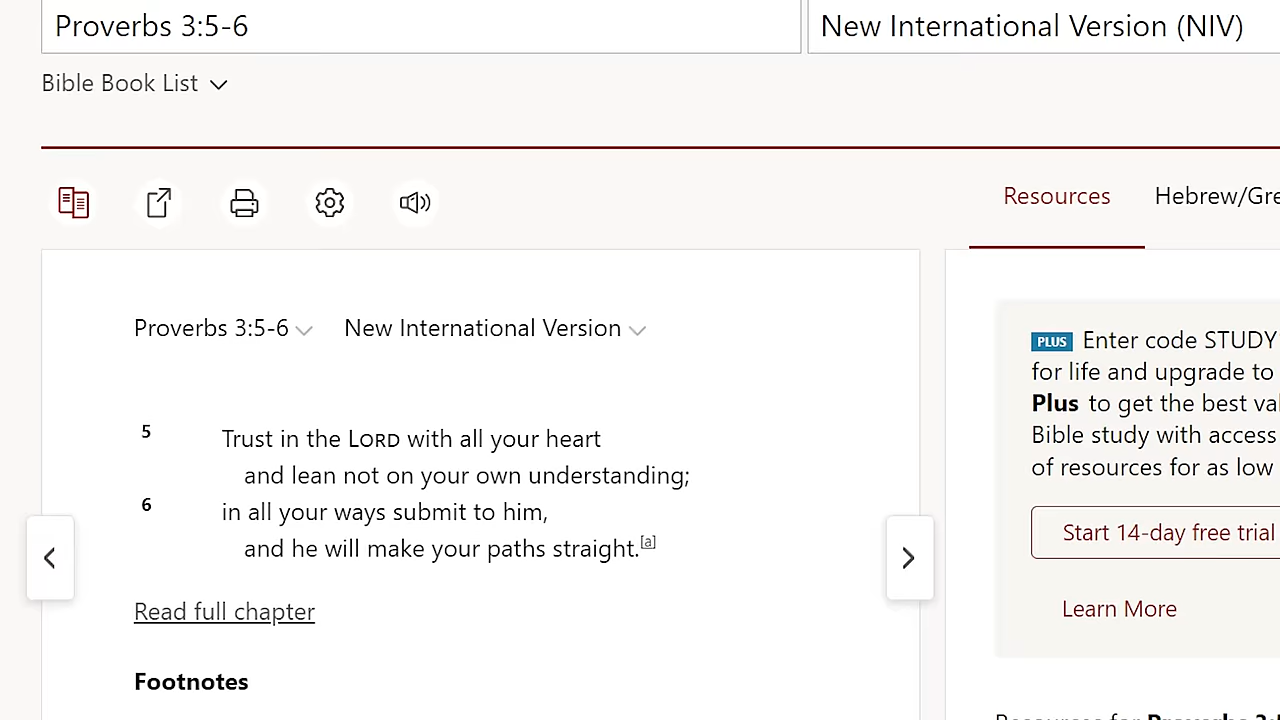 Proverbs 3:5-6
New International Version (NIV)
Bible Book List
Resources
Hebrew/Gre
Proverbs 3:5-6 New International Version
5 Trust in the LORD with all your heart
and lean not on your own understanding;
6 in all your ways submit to him,
and he will make your paths straight.[a]
Read full chapter
Footnotes
PLUS Enter code STUDY
for life and upgrade to
Plus to get the best val
Bible study with access
of resources for as low
Start 14-day free trial
Learn More
Resources for Proverbs 3: